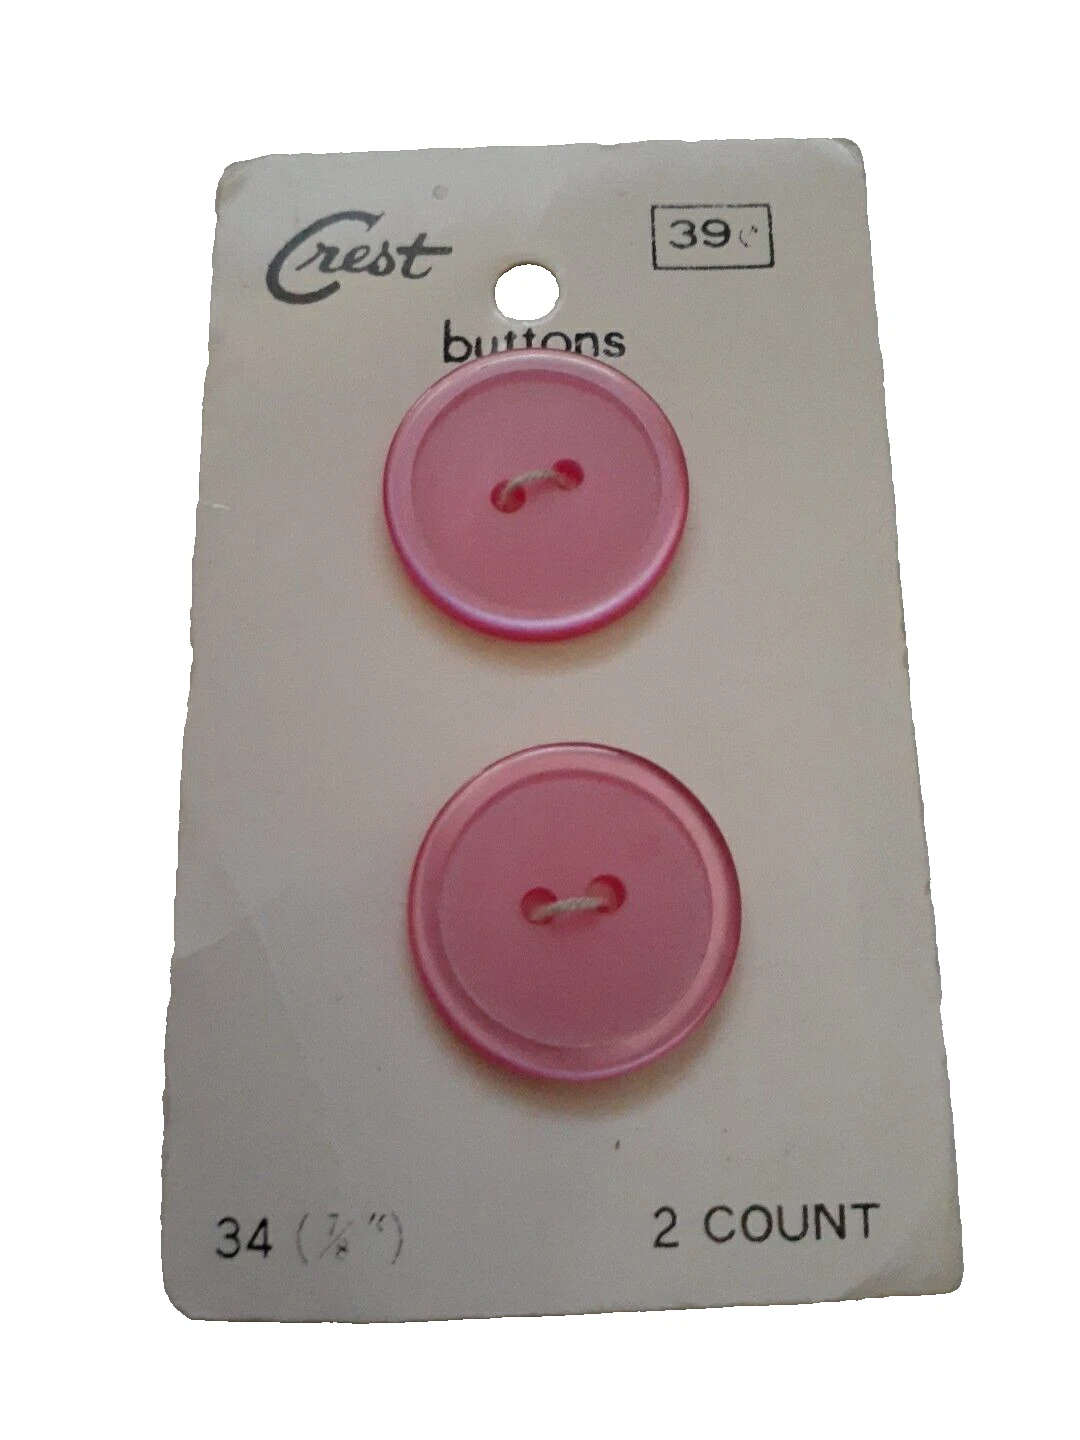 Crest
39¢
buttons
34 (7/8")
2 COUNT